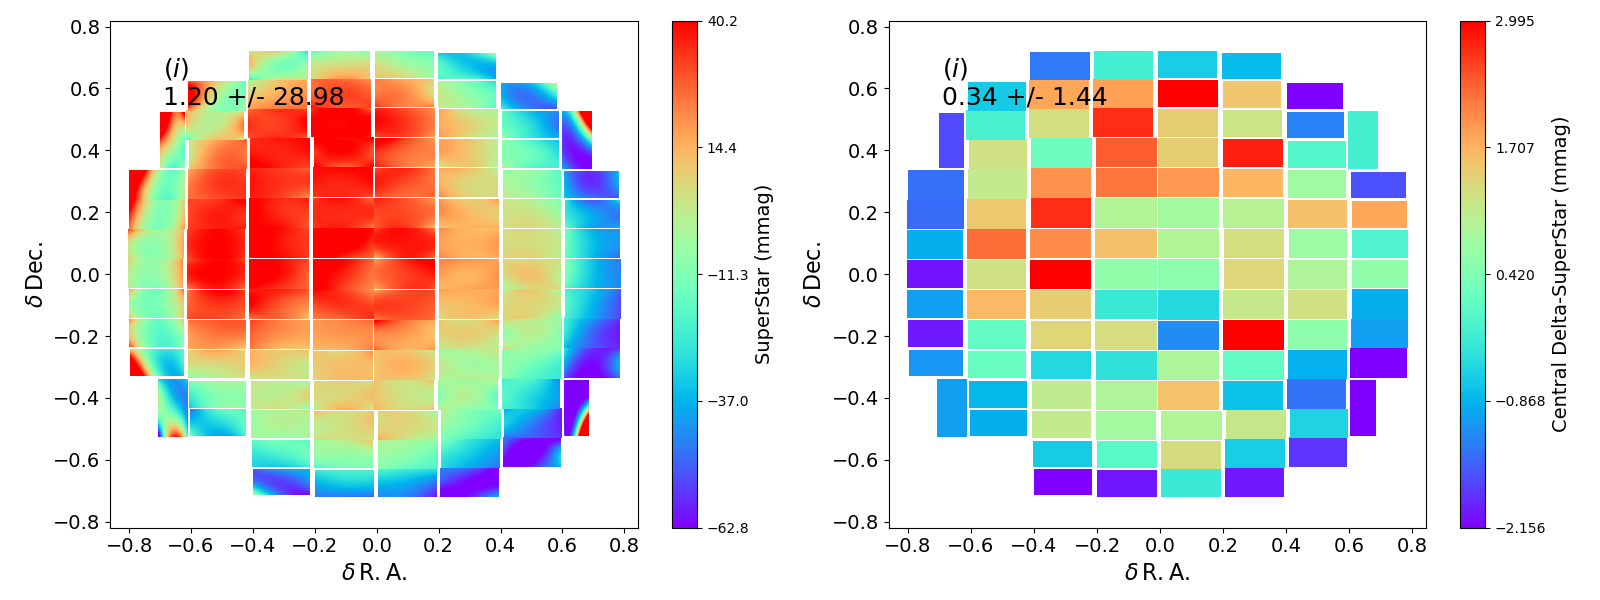 (i)
1.20 +/- 28.98
0.8
0.6
0.4
0.2
0.0
−0.2
−0.4
−0.6
−0.8
δ Dec.
−0.8 −0.6 −0.4 −0.2 0.0 0.2 0.4 0.6 0.8
δ R. A.
40.2
14.4
−11.3
−37.0
−62.8
SuperStar (mmag)
(i)
0.34 +/- 1.44
0.8
0.6
0.4
0.2
0.0
−0.2
−0.4
−0.6
−0.8
δ Dec.
−0.8 −0.6 −0.4 −0.2 0.0 0.2 0.4 0.6 0.8
δ R. A.
2.995
1.707
0.420
−0.868
−2.156
Central Delta-SuperStar (mmag)